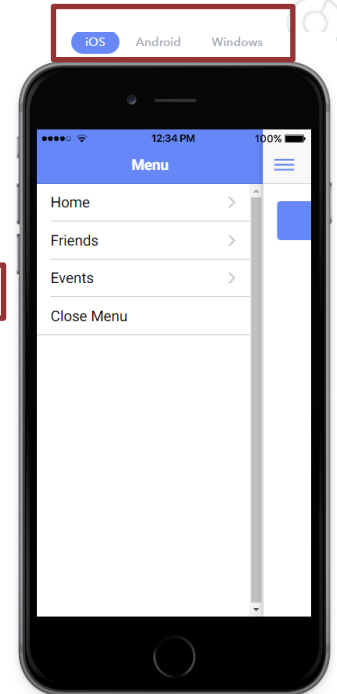 iOS Android Windows
12:34 PM 100%
Menu
Home
Friends
Events
Close Menu